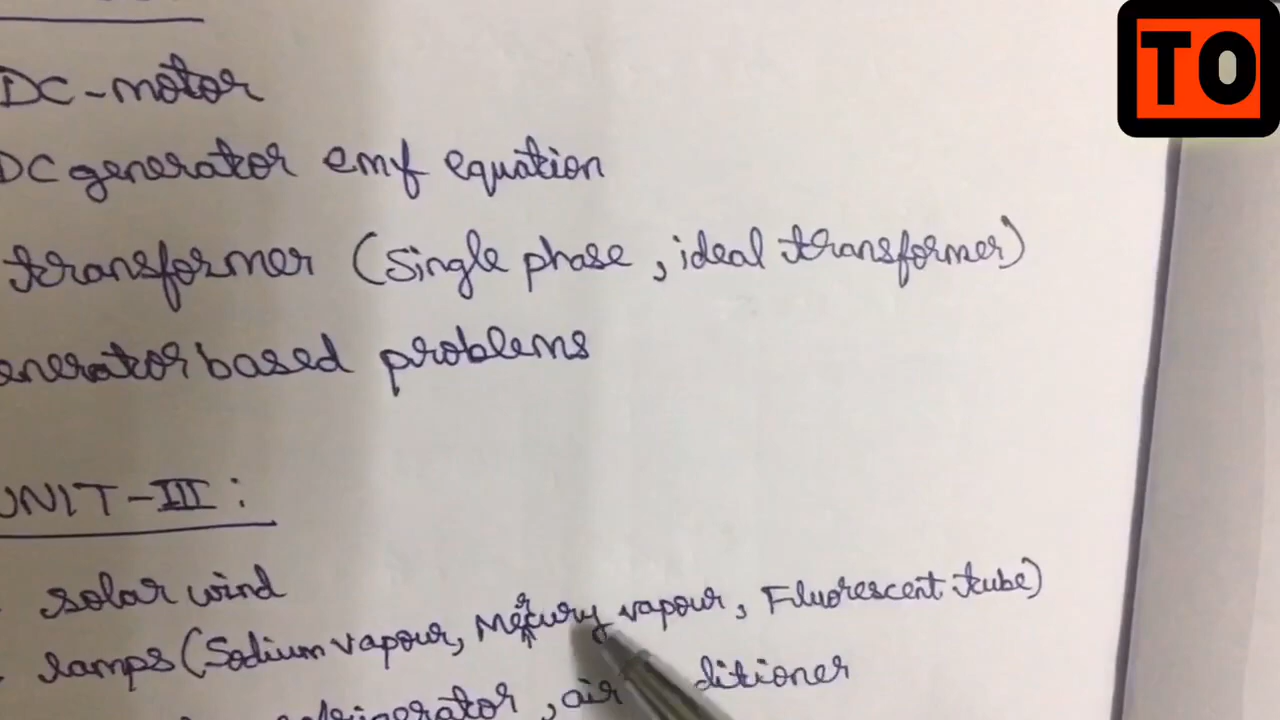 TO
DC-motor
DC generator emf equation
transformer (single phase, ideal transformer)
enerator based problems
UNIT-III:
solar wind
lamps (Sodium vapour, Mercury vapour, Fluorescent tube)
refrigerator, air ditioner